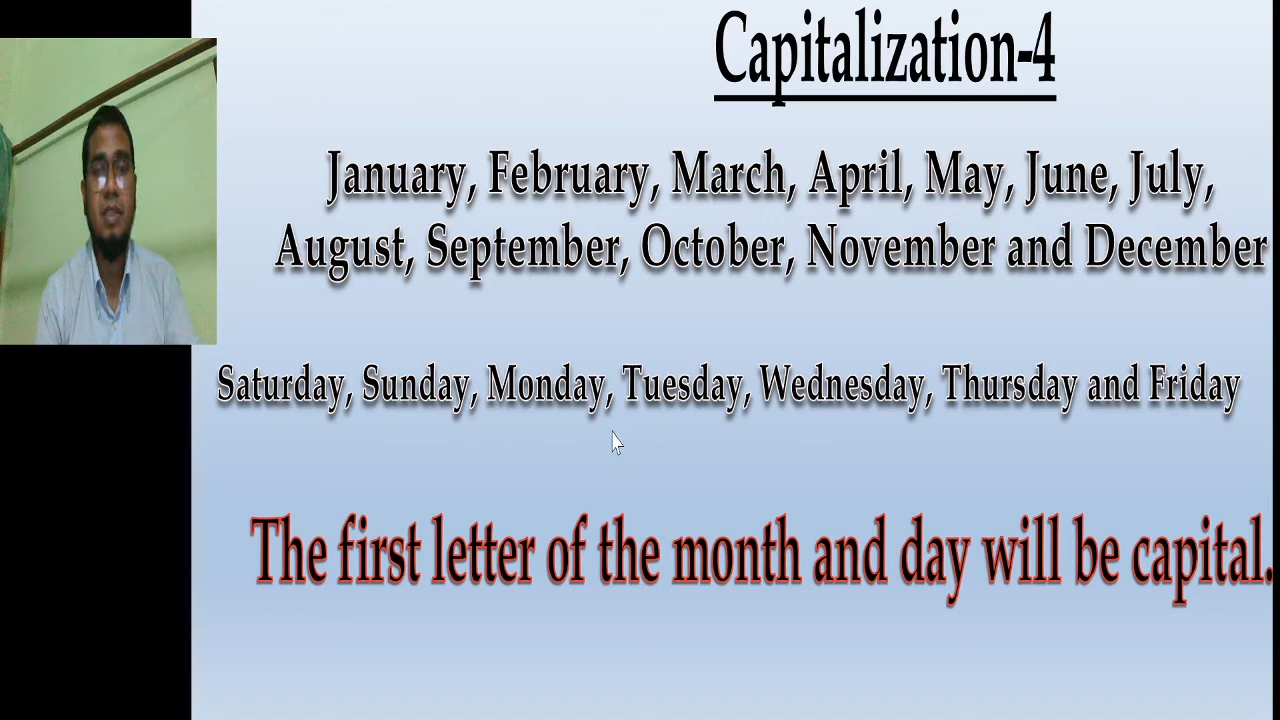 Capitalization-4
January, February, March, April, May, June, July,
August, September, October, November and December
Saturday, Sunday, Monday, Tuesday, Wednesday, Thursday and Friday
The first letter of the month and day will be capital.